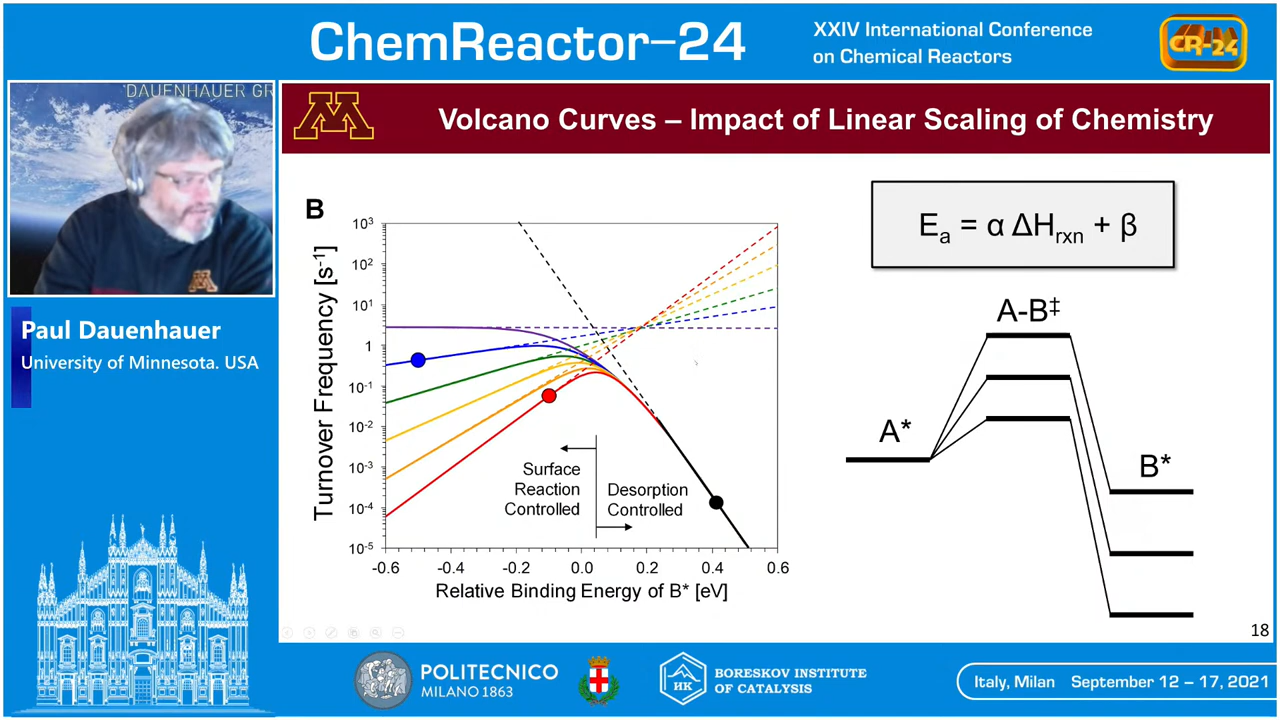 ChemReactor–24
XXIV International Conference
on Chemical Reactors
CR-24
DAUENHAUER GR
M
Paul Dauenhauer
University of Minnesota. USA
M
Volcano Curves – Impact of Linear Scaling of Chemistry
B
Turnover Frequency [s⁻¹]
10³
10²
10¹
1
10⁻¹
10⁻²
10⁻³
10⁻⁴
10⁻⁵
Surface
Reaction
Controlled
Desorption
Controlled
-0.6 -0.4 -0.2 0.0 0.2 0.4 0.6
Relative Binding Energy of B* [eV]
Eₐ = α ΔHrxn + β
A-B‡
A*
B*
18
POLITECNICO
MILANO 1863
НК
BORESKOV INSTITUTE
OF CATALYSIS
Italy, Milan September 12 – 17, 2021